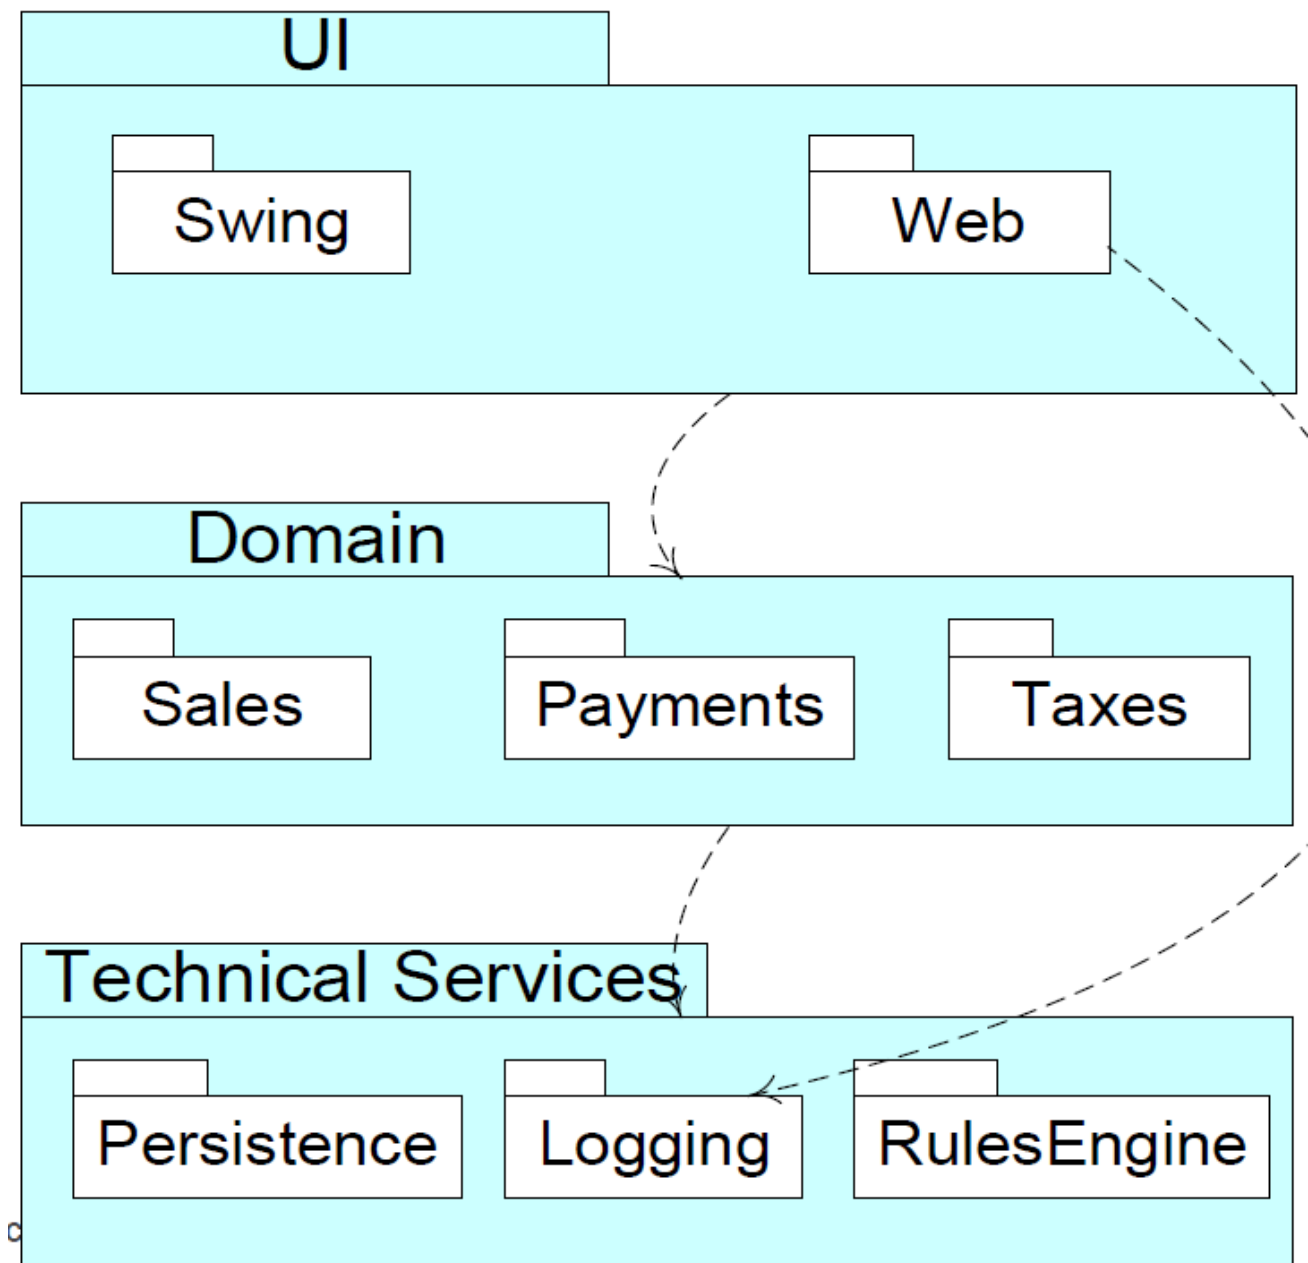 UI
Swing
Web
Domain
Sales
Payments
Taxes
Technical Services
Persistence
Logging
RulesEngine
c